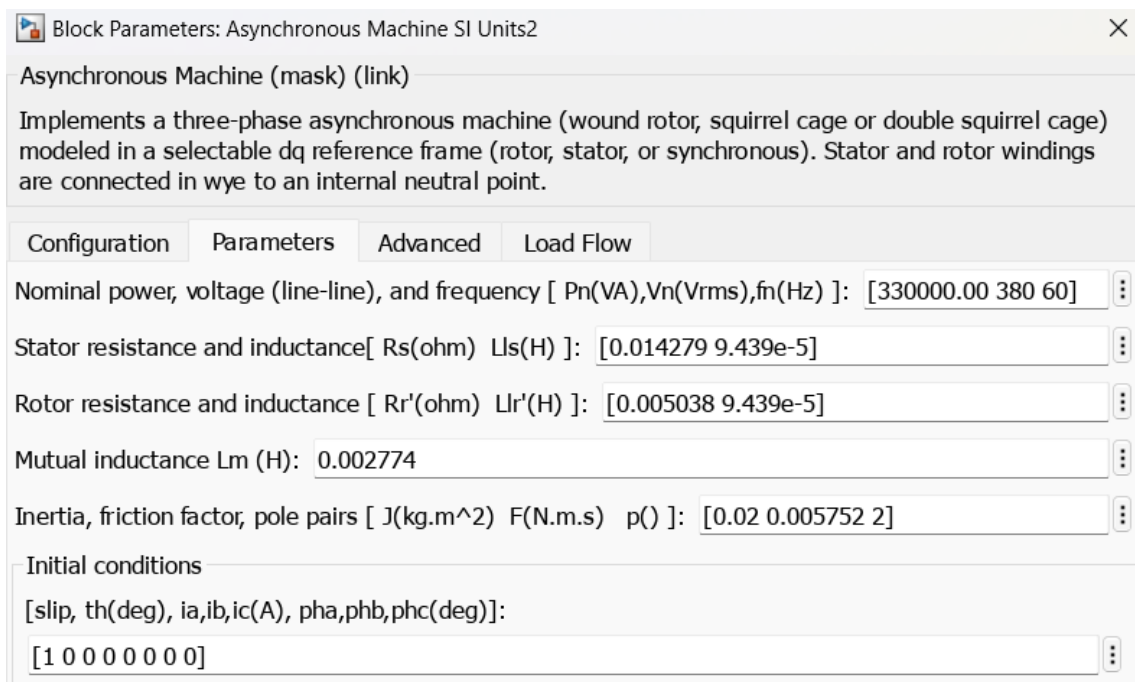 Block Parameters: Asynchronous Machine SI Units2
Asynchronous Machine (mask) (link)
Implements a three-phase asynchronous machine (wound rotor, squirrel cage or double squirrel cage)
modeled in a selectable dq reference frame (rotor, stator, or synchronous). Stator and rotor windings
are connected in wye to an internal neutral point.
Configuration Parameters Advanced Load Flow
Nominal power, voltage (line-line), and frequency [ Pn(VA),Vn(Vrms),fn(Hz) ]: [330000.00 380 60]
Stator resistance and inductance[ Rs(ohm) Lls(H) ]: [0.014279 9.439e-5]
Rotor resistance and inductance [ Rr'(ohm) Llr'(H) ]: [0.005038 9.439e-5]
Mutual inductance Lm (H): 0.002774
Inertia, friction factor, pole pairs [ J(kg.m^2) F(N.m.s) p() ]: [0.02 0.005752 2]
Initial conditions
[slip, th(deg), ia,ib,ic(A), pha,phb,phc(deg)]:
[1 0 0 0 0 0 0 0]